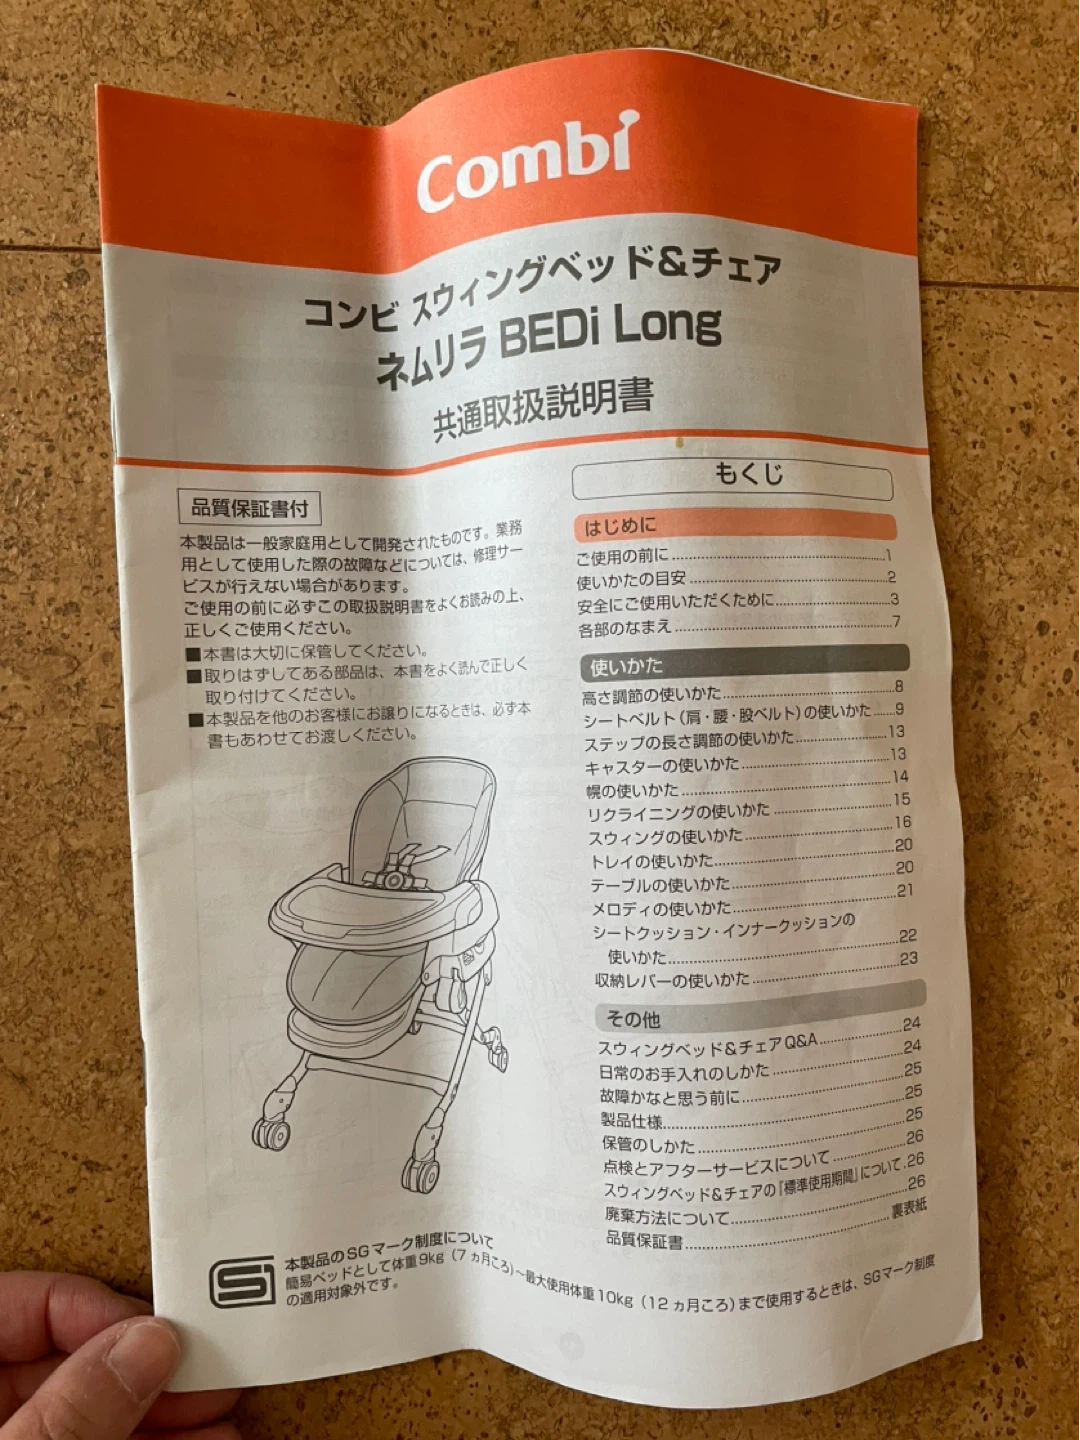 Combi
コンビ スウィングベッド&チェア
ネムリラ BEDi Long
共通取扱説明書
品質保証書付
本製品は一般家庭用として開発されたものです。業務
用として使用した際の故障などについては、修理サー
ビスが行えない場合があります。
ご使用の前に必ずこの取扱説明書をよくお読みの上、
正しくご使用ください。
■本書は大切に保管してください。
■取りはずしてある部品は、本書をよく読んで正しく
取り付けてください。
■本製品を他のお客様にお譲りになるときは、必ず本
書もあわせてお渡しください。
もくじ
はじめに
ご使用の前に 1
使いかたの目安 2
安全にご使用いただくために 3
各部のなまえ 7
使いかた
高さ調節の使いかた 8
シートベルト（肩・腰・股ベルト）の使いかた 9
ステップの長さ調節の使いかた 13
キャスターの使いかた 13
幌の使いかた 14
リクライニングの使いかた 15
スウィングの使いかた 16
トレイの使いかた 20
テーブルの使いかた 20
メロディの使いかた 21
シートクッション・インナークッションの
使いかた 22
収納レバーの使いかた 23
その他
スウィングベッド&チェア Q&A 24
日常のお手入れのしかた 24
故障かなと思う前に 25
製品仕様 25
保管のしかた 25
点検とアフターサービスについて 26
スウィングベッド&チェアの『標準使用期間』について 26
廃棄方法について 26
品質保証書 裏表紙
本製品のSGマーク制度について
簡易ベッドとして体重9kg（7ヵ月ころ）～最大使用体重10kg（12ヵ月ころ）まで使用するときは、SGマーク制度
の適用対象外です。